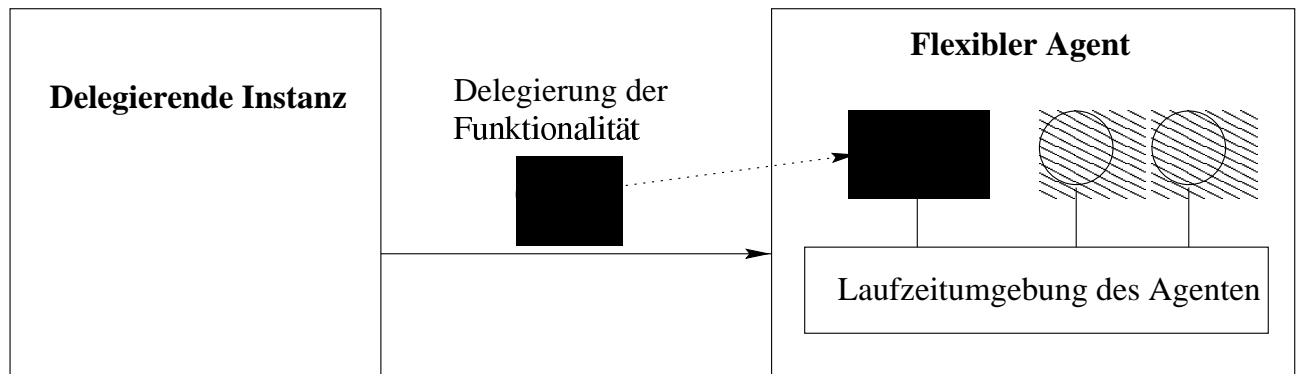 Delegierende Instanz
Delegierung der
Funktionalität
Flexibler Agent
Laufzeitumgebung des Agenten